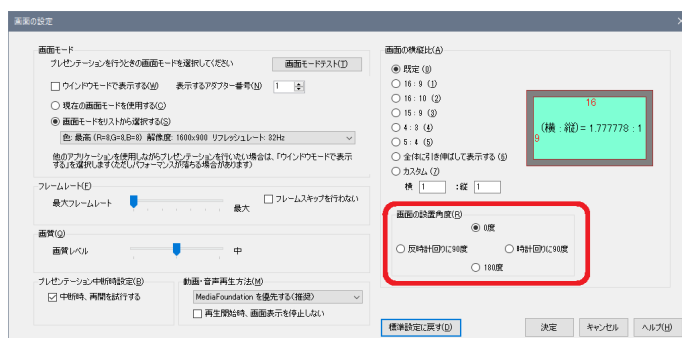 画面の設定
画面モード
プレゼンテーションを行うときの画面モードを選択してください
画面モードテスト(T)
ウインドウモードで表示する(W)
表示するアダプター番号(N)
1
現在の画面モードを使用する(C)
画面モードをリストから選択する(S)
色: 最高 (R=8,G=8,B=8) 解像度: 1600x900 リフレッシュレート: 32Hz
他のアプリケーションを使用しながらプレゼンテーションを行いたい場合は、「ウインドウモードで表示
する」を選択します(ただしパフォーマンスが落ちる場合があります)
フレームレート(F)
最大フレームレート
最大
フレームスキップを行わない
画質(Q)
画質レベル
中
プレゼンテーション中断時設定(P)
中断時、再開を試行する
動画・音声再生方法(M)
MediaFoundation を優先する(推奨)
再生開始時、画面表示を停止しない
画面の横縦比(A)
既定 (0)
16 : 9 (1)
16 : 10 (2)
15 : 9 (3)
4 : 3 (4)
5 : 4 (5)
全体に引き伸ばして表示する (6)
カスタム (7)
横 1 :縦 1
16
9
(横 : 縦)= 1.777778 : 1
画面の設置角度(R)
0度
反時計回りに90度
時計回りに90度
180度
標準設定に戻す(D)
決定
キャンセル
ヘルプ(H)